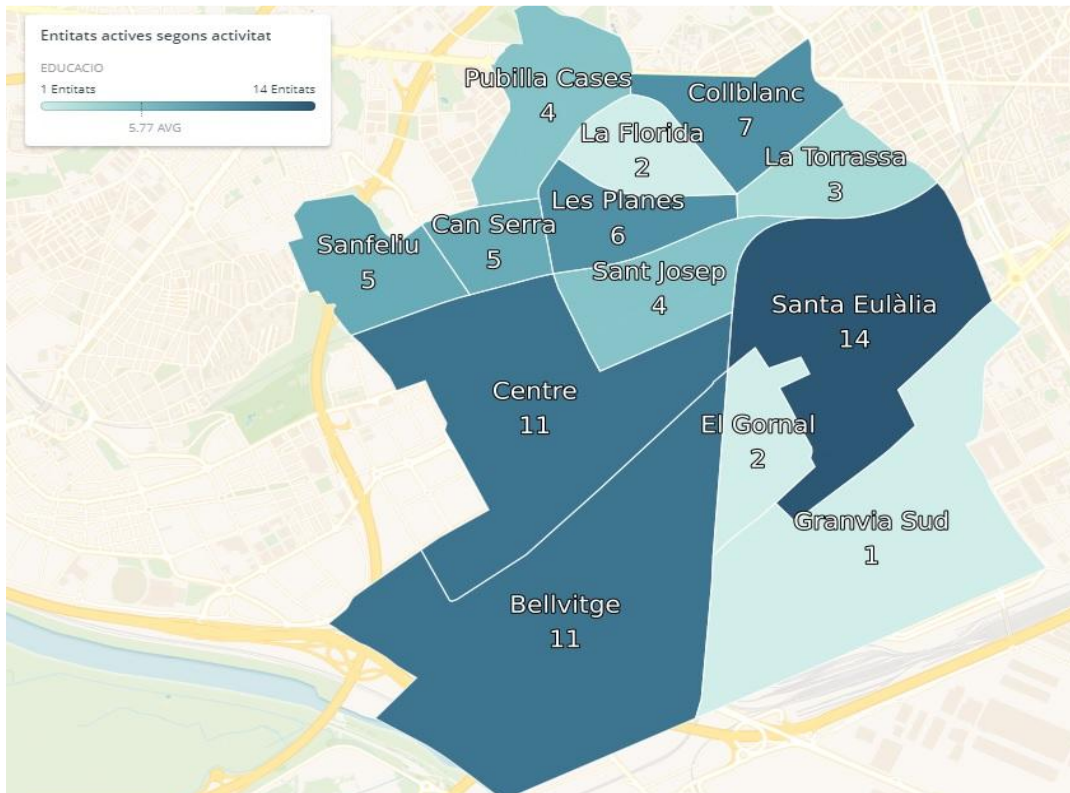 Entitats actives segons activitat
EDUCACIO
1 Entitats
14 Entitats
5.77 AVG
Pubilla Cases
4
Collblanc
7
La Florida
2
La Torrassa
3
Les Planes
6
Can Serra
5
Sanfeliu
5
Sant Josep
4
Santa Eulàlia
14
Centre
11
El Gornal
2
Granvia Sud
1
Bellvitge
11